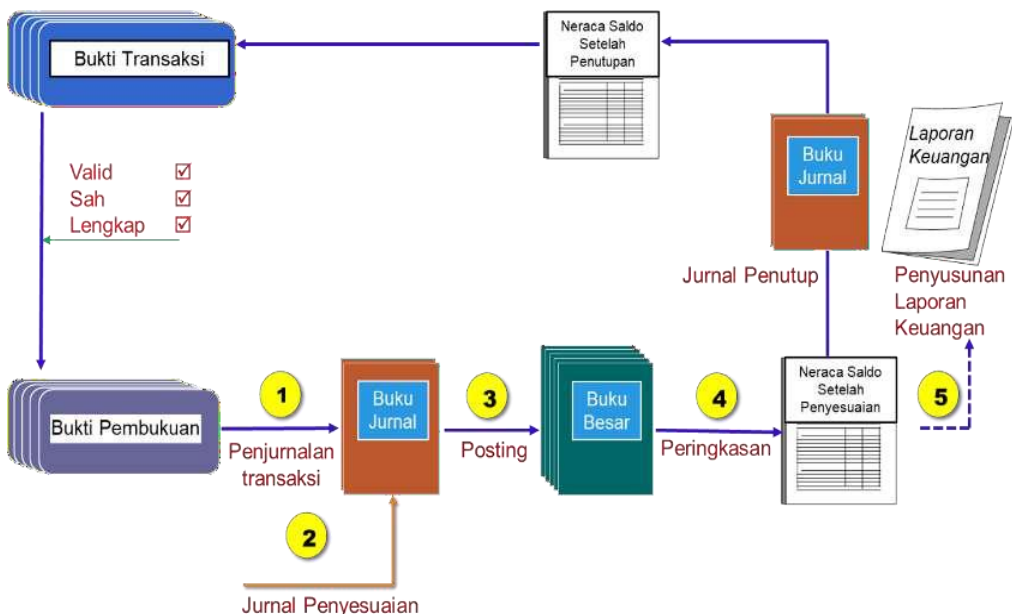 Bukti Transaksi
Neraca Saldo
Setelah
Penutupan
Buku
Jurnal
Laporan
Keuangan
Valid ☑
Sah ☑
Lengkap ☑
Jurnal Penutup
Penyusunan
Laporan
Keuangan
Bukti Pembukuan
1
Penjurnalan
transaksi
Buku
Jurnal
3
Posting
Buku
Besar
4
Peringkasan
Neraca Saldo
Setelah
Penyesuaian
5
2
Jurnal Penyesuaian